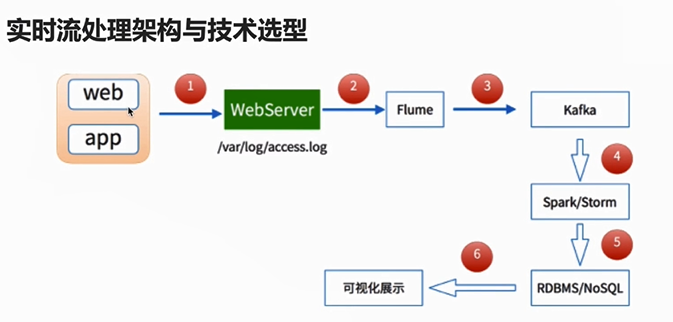 实时流处理架构与技术选型
web
app
1
WebServer
/var/log/access.log
2
Flume
3
Kafka
4
Spark/Storm
5
RDBMS/NoSQL
6
可视化展示